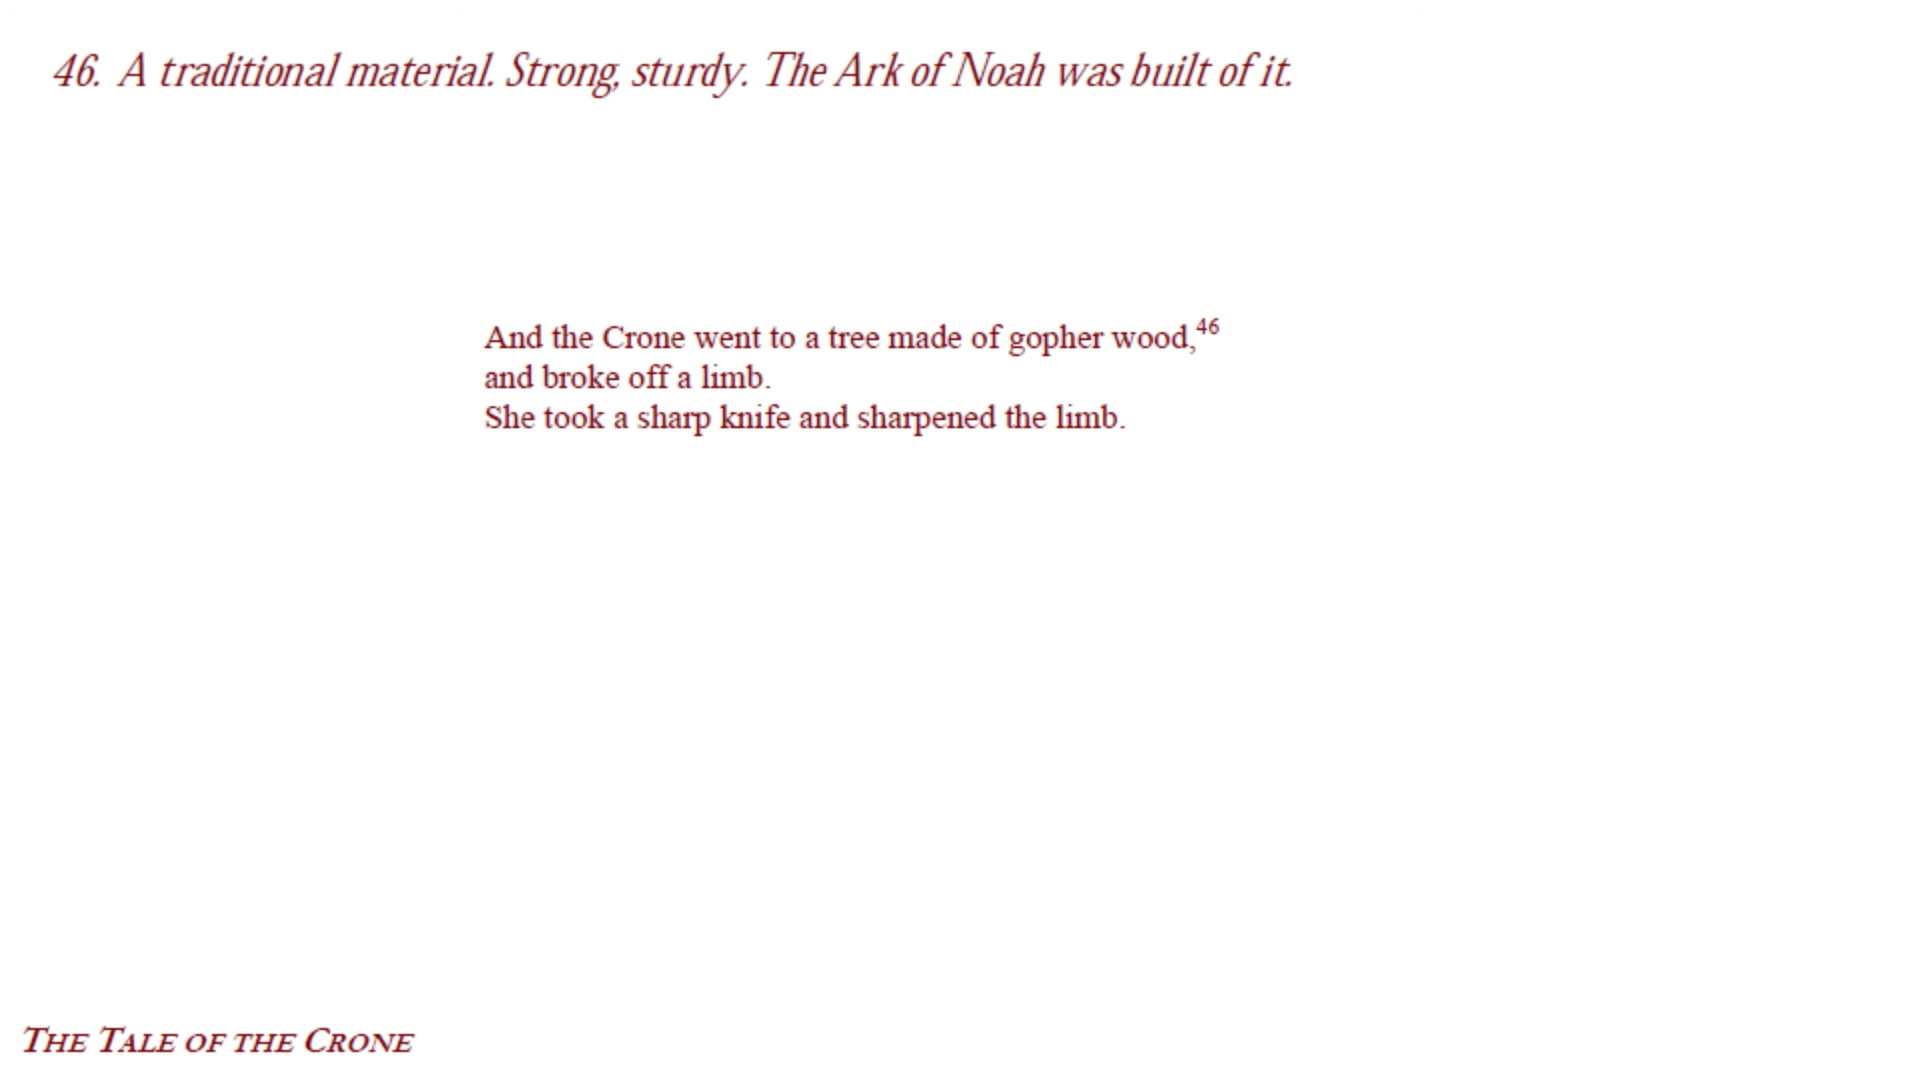 46. A traditional material. Strong, sturdy. The Ark of Noah was built of it.
And the Crone went to a tree made of gopher wood,46
and broke off a limb.
She took a sharp knife and sharpened the limb.
THE TALE OF THE CRONE